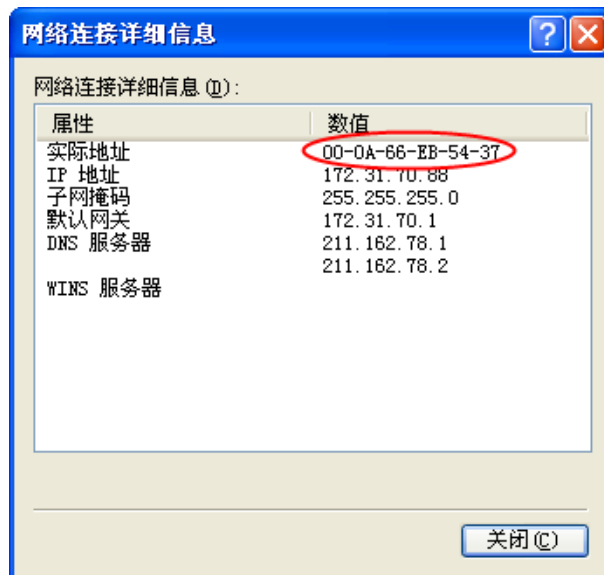 网络连接详细信息
网络连接详细信息(D):
属性 数值
实际地址 00-0A-66-EB-54-37
IP 地址 172.31.70.88
子网掩码 255.255.255.0
默认网关 172.31.70.1
DNS 服务器 211.162.78.1
211.162.78.2
WINS 服务器
关闭(C)